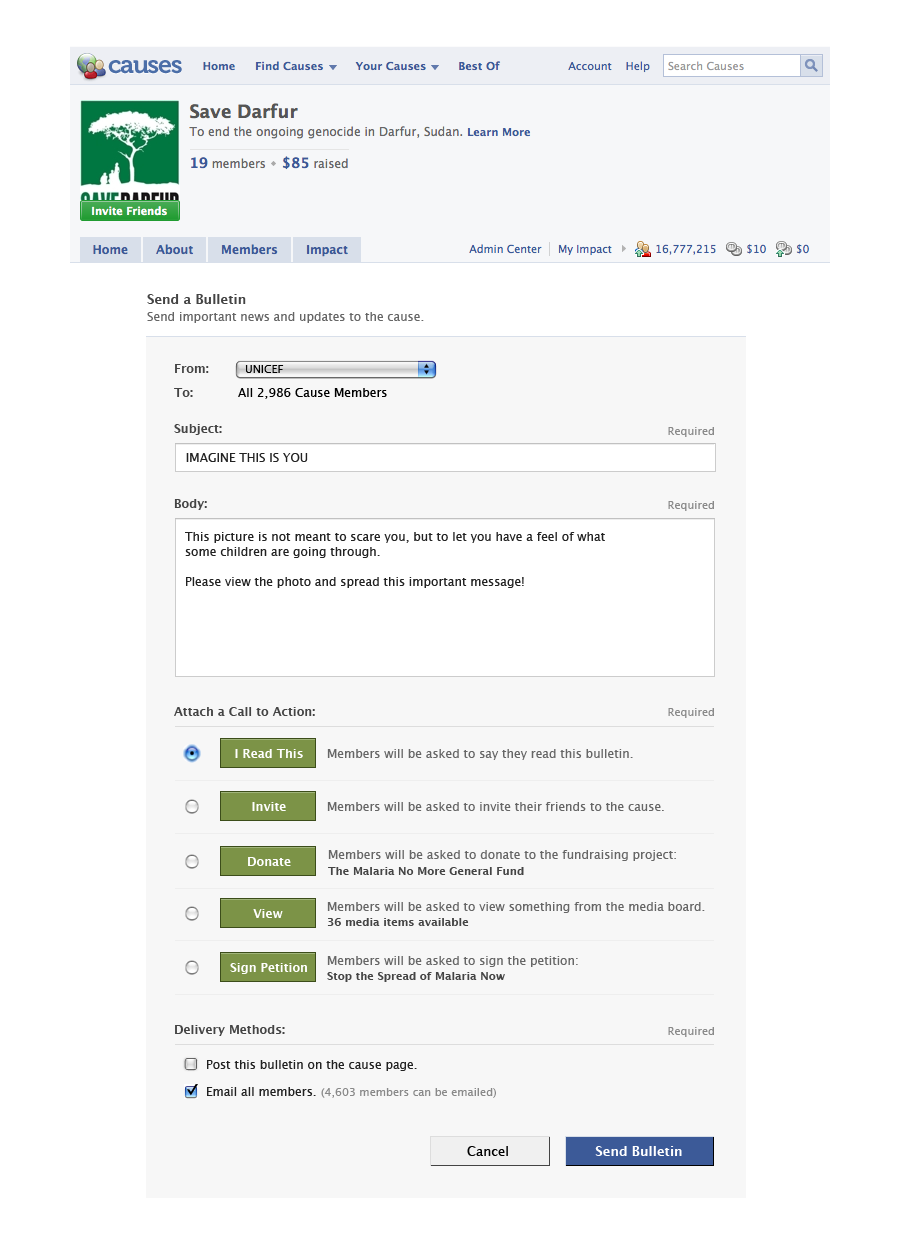 causes Home Find Causes Your Causes Best Of Account Help Search Causes
Save Darfur
To end the ongoing genocide in Darfur, Sudan. Learn More
19 members • $85 raised
SAVE DARFUR
Invite Friends
Home About Members Impact Admin Center My Impact 16,777,215 $10 $0
Send a Bulletin
Send important news and updates to the cause.
From: UNICEF
To: All 2,986 Cause Members
Subject: Required
IMAGINE THIS IS YOU
Body: Required
This picture is not meant to scare you, but to let you have a feel of what
some children are going through.
Please view the photo and spread this important message!
Attach a Call to Action: Required
I Read This Members will be asked to say they read this bulletin.
Invite Members will be asked to invite their friends to the cause.
Donate Members will be asked to donate to the fundraising project:
The Malaria No More General Fund
View Members will be asked to view something from the media board.
36 media items available
Sign Petition Members will be asked to sign the petition:
Stop the Spread of Malaria Now
Delivery Methods: Required
Post this bulletin on the cause page.
Email all members. (4,603 members can be emailed)
Cancel Send Bulletin